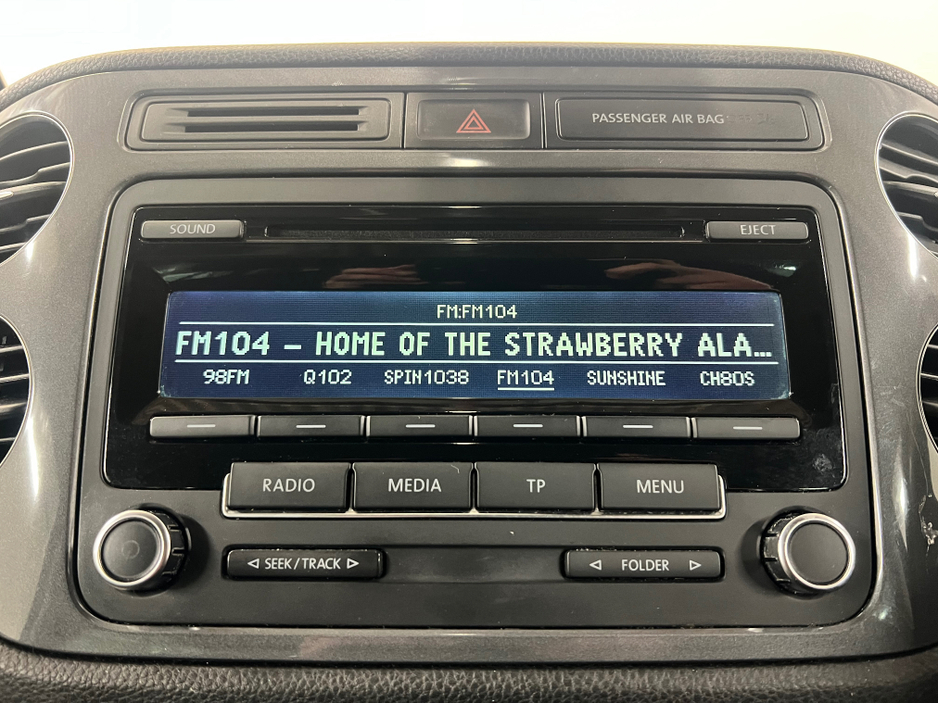 PASSENGER AIR BAG
SOUND
EJECT
FM:FM104
FM104 – HOME OF THE STRAWBERRY ALA...
98FM Q102 SPIN1038 FM104 SUNSHINE CH80S
RADIO MEDIA TP MENU
◁ SEEK/TRACK ▷ ◁ FOLDER ▷